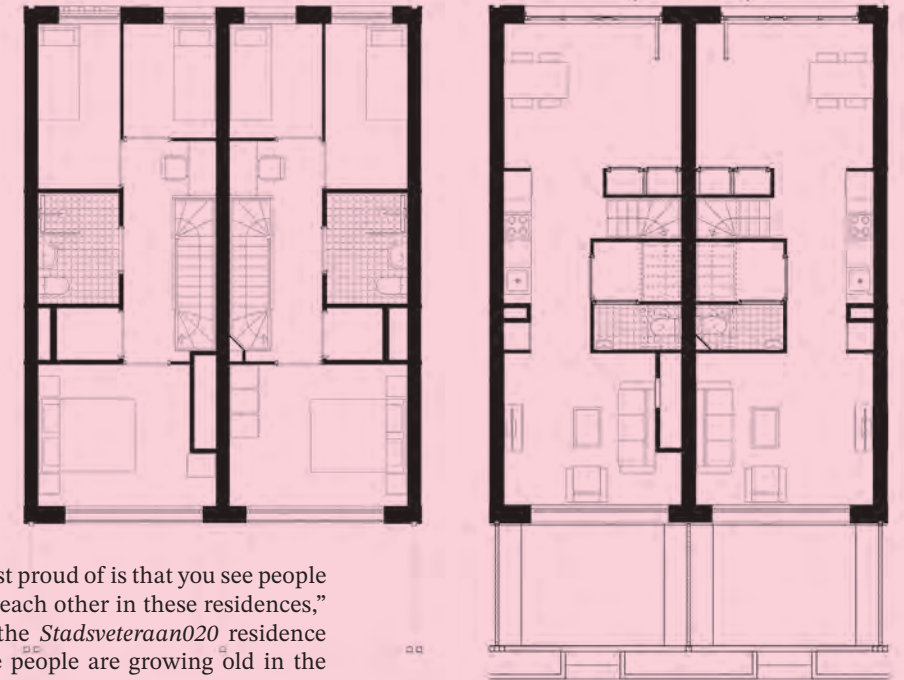 st proud of is that you see people
each other in these residences,”
the Stadsveteraan020 residence
e people are growing old in the